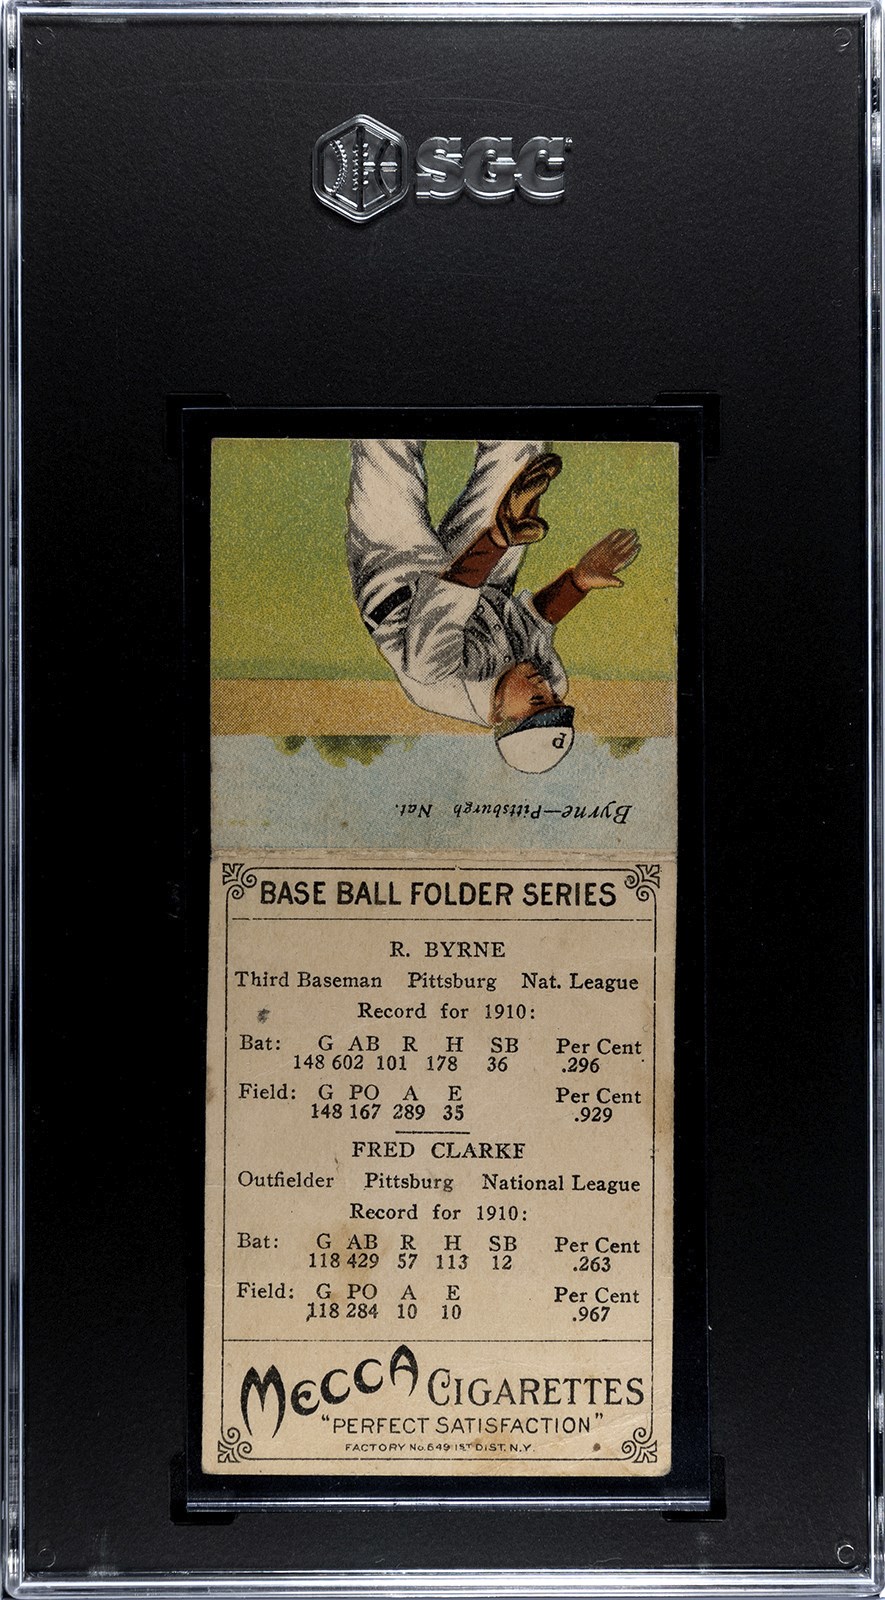 SGC
P
Byrne—Pittsburgh Nat.
BASE BALL FOLDER SERIES
R. BYRNE
Third Baseman Pittsburg Nat. League
Record for 1910:
Bat: G AB R H SB Per Cent
148 602 101 178 36 .296
Field: G PO A E Per Cent
148 167 289 35 .929
FRED CLARKE
Outfielder Pittsburg National League
Record for 1910:
Bat: G AB R H SB Per Cent
118 429 57 113 12 .263
Field: G PO A E Per Cent
118 284 10 10 .967
MECCA CIGARETTES
"PERFECT SATISFACTION"
FACTORY No. 649 1ST DIST. N.Y.